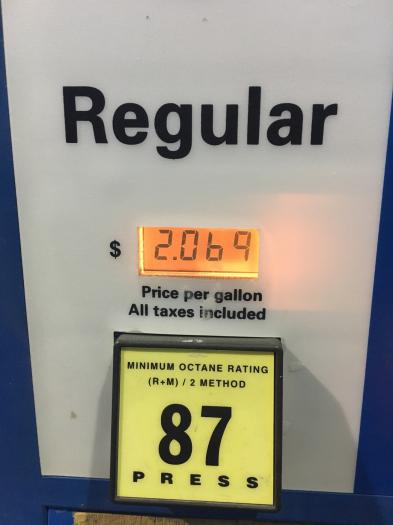 Regular
$ 2.069
Price per gallon
All taxes included
MINIMUM OCTANE RATING
(R+M) / 2 METHOD
87
PRESS